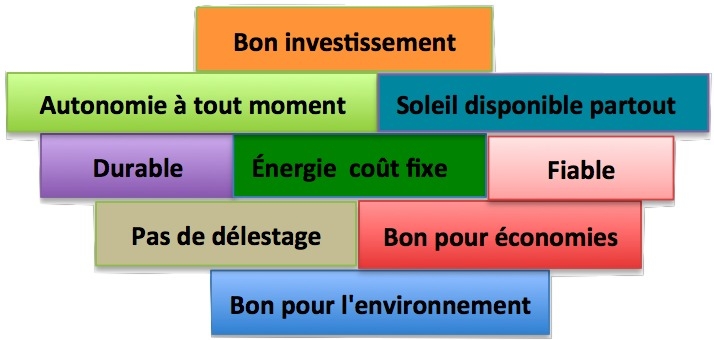 Bon investissement
Autonomie à tout moment
Soleil disponible partout
Durable
Énergie coût fixe
Fiable
Pas de délestage
Bon pour économies
Bon pour l'environnement